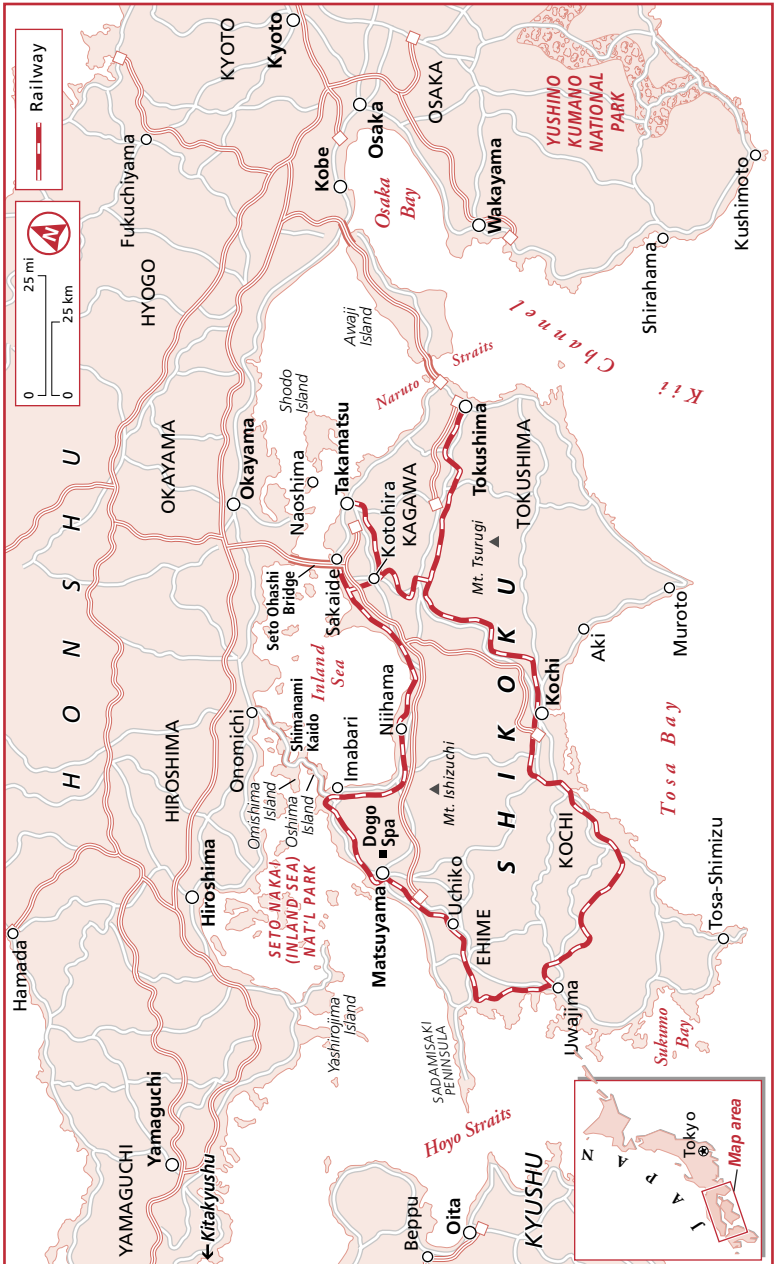 Railway
0
25 mi
0
25 km
N
H O N S H U
YAMAGUCHI
Yamaguchi
←Kitakyushu
Hamada
HIROSHIMA
Hiroshima
Onomichi
OKAYAMA
Okayama
HYOGO
Fukuchiyama
KYOTO
Kyoto
Kobe
Osaka
OSAKA
Osaka
Bay
Wakayama
YUSHINO
KUMANO
NATIONAL
PARK
Shirahama
Kushimoto
Kii Channel
Awaji
Island
Naruto Straits
Shodo
Island
Naoshima
Seto Ohashi
Bridge
Inland
Sea
Shimanami
Kaido
Omishima
Island
Oshima
Island
SETO NAKAI
(INLAND SEA)
NAT'L PARK
Yashirojima
Island
Takamatsu
Sakaide
Kotohira
KAGAWA
Tokushima
TOKUSHIMA
Mt. Tsurugi
Niihama
Imabari
Mt. Ishizuchi
Dogo
Spa
Matsuyama
Uchiko
EHIME
SADAMISAKI
PENINSULA
S H I K O K U
Kochi
KOCHI
Aki
Muroto
Tosa Bay
Tosa-Shimizu
Uwajima
Sukumo
Bay
Hoyo Straits
Beppu
Oita
KYUSHU
J A P A N
Tokyo
Map area